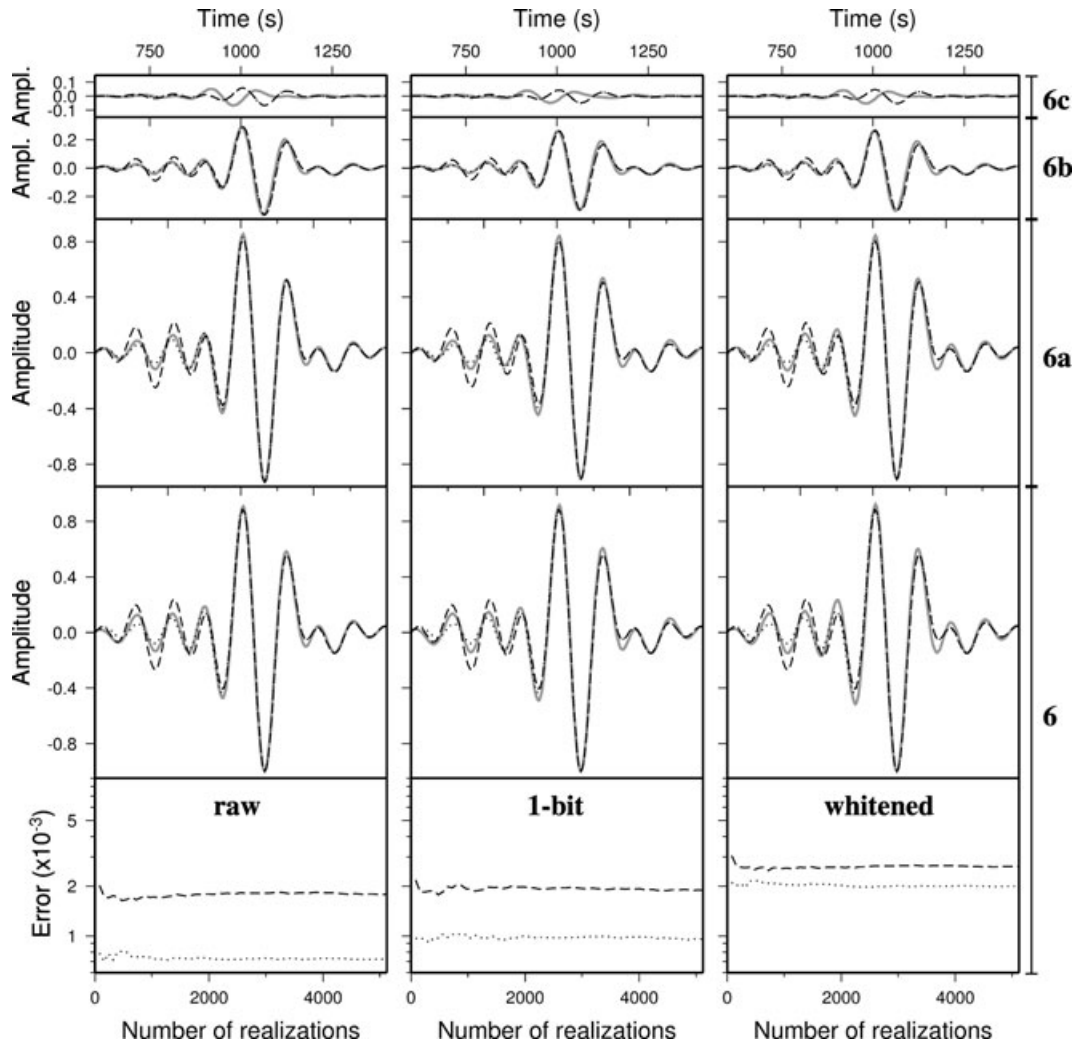 Time (s) Time (s) Time (s)
750 1000 1250 750 1000 1250 750 1000 1250
Ampl. 0.1 0.0 -0.1 6c
Ampl. 0.2 0.0 -0.2 6b
Amplitude 0.8 0.4 0.0 -0.4 -0.8 6a
Amplitude 0.8 0.4 0.0 -0.4 -0.8 6
raw 1-bit whitened
Error (x10-3) 5 2 1
0 2000 4000 0 2000 4000 0 2000 4000
Number of realizations Number of realizations Number of realizations